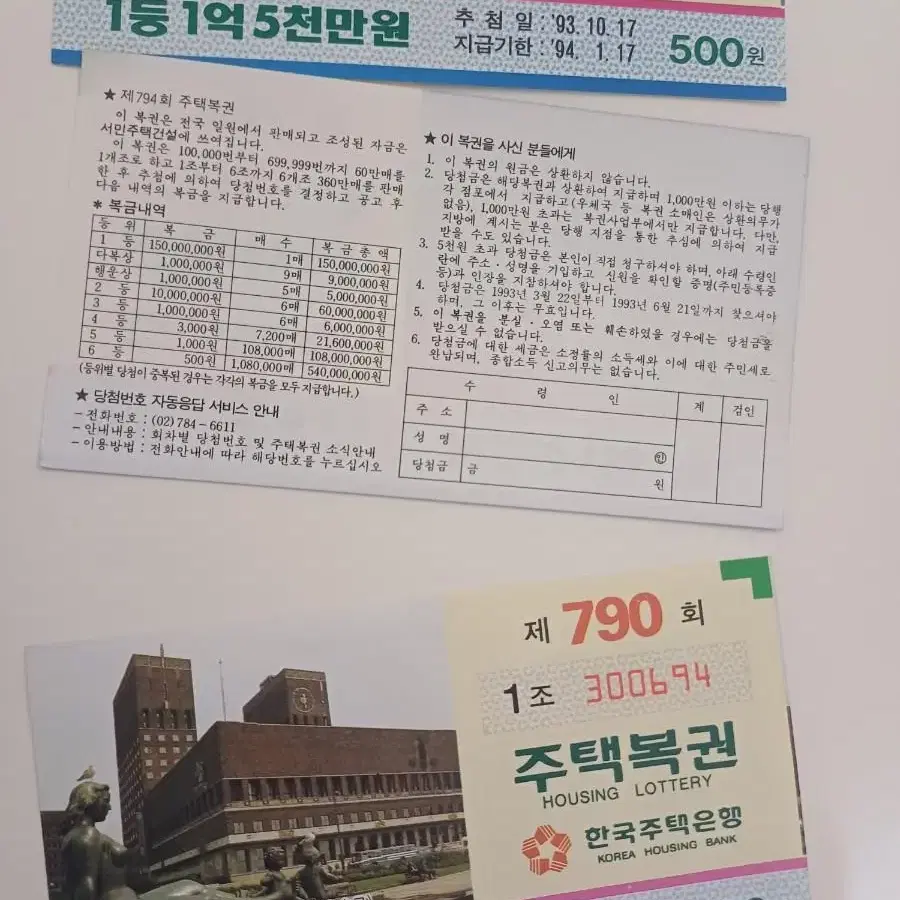 1등 1억 5천만원
추 첨 일 : '93. 10. 17
지급기한 : '94. 1. 17
500원
★ 제794회 주택복권
이 복권은 전국 일원에서 판매되고 조성된 자금은
서민주택건설에 쓰여집니다.
이 복권은 100,000번부터 699,999번까지 60만매를
1개조로 하고 1조부터 6조까지 6개조 360만매를 판매
한 후 추첨에 의하여 당첨번호를 결정하고 공고 후
다음 내역의 복금을 지급합니다.
* 복금내역
등 위 복 금 매 수 복 금 총 액
1 등 150,000,000원 1매 150,000,000원
다복상 1,000,000원 9매 9,000,000원
행운상 1,000,000원 5매 5,000,000원
2 등 10,000,000원 6매 60,000,000원
3 등 1,000,000원 6매 6,000,000원
4 등 3,000원 7,200매 21,600,000원
5 등 1,000원 108,000매 108,000,000원
6 등 500원 1,080,000매 540,000,000원
(등위별 당첨이 중복된 경우는 각각의 복금을 모두 지급합니다.)
★ 당첨번호 자동응답 서비스 안내
- 전화번호 : (02) 784-6611
- 안내내용 : 회차별 당첨번호 및 주택복권 소식안내
- 이용방법 : 전화안내에 따라 해당번호를 누르십시오
★ 이 복권을 사신 분들에게
1. 이 복권의 원금은 상환하지 않습니다.
2. 당첨금은 해당복권과 상환하여 지급하며 1,000만원 이하는 당행
각 점포에서 지급하고(우체국 등 복권 소매인은 상환의무가
없음), 1,000만원 초과는 복권사업부에서만 지급합니다. 다만,
지방에 계시는 분은 당행 지점을 통한 추심에 의하여 지급
받을 수도 있습니다.
3. 5천원 초과 당첨금은 본인이 직접 청구하셔야 하며, 아래 수령인
란에 주소·성명을 기입하고 신원을 확인할 증명(주민등록증
등)과 인장을 지참하셔야 합니다.
4. 당첨금은 1993년 3월 22일부터 1993년 6월 21일까지 찾으셔야
하며, 그 이후는 무효입니다.
5. 이 복권을 분실·오염 또는 훼손하였을 경우에는 당첨금을
받으실 수 없습니다.
6. 당첨금에 대한 세금은 소정률의 소득세와 이에 대한 주민세로
완납되며, 종합소득 신고의무는 없습니다.
수 령 인 계 검인
주 소
성 명 ㊞
당첨금 금 원
제 790 회
1조 300694
주택복권
HOUSING LOTTERY
한국주택은행
KOREA HOUSING BANK